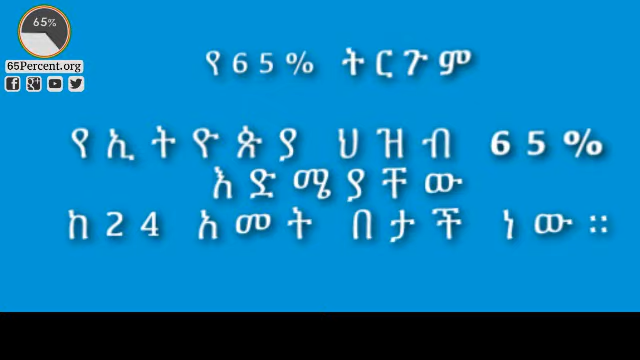 65%
65Percent.org
የ65% ትርጉም
የኢትዮጵያ ህዝብ 65%
እድሜያቸው
ከ24 አመት በታች ነው፡፡